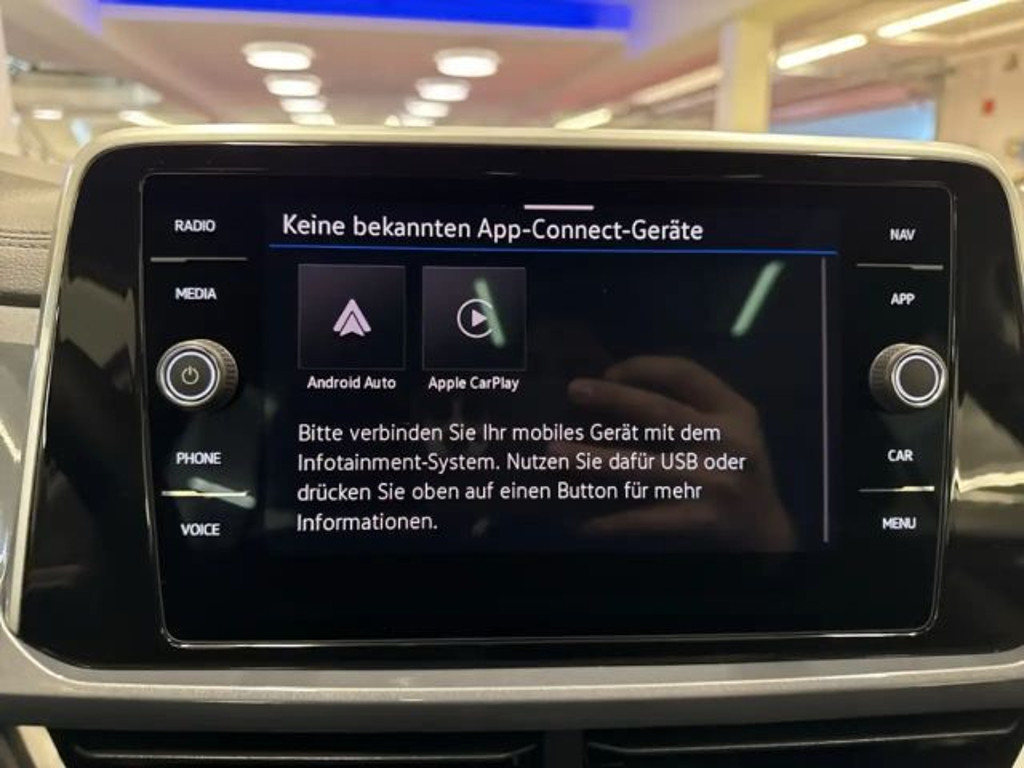 Keine bekannten App-Connect-Geräte
RADIO
MEDIA
PHONE
VOICE
Android Auto
Apple CarPlay
Bitte verbinden Sie Ihr mobiles Gerät mit dem
Infotainment-System. Nutzen Sie dafür USB oder
drücken Sie oben auf einen Button für mehr
Informationen.
NAV
APP
CAR
MENU